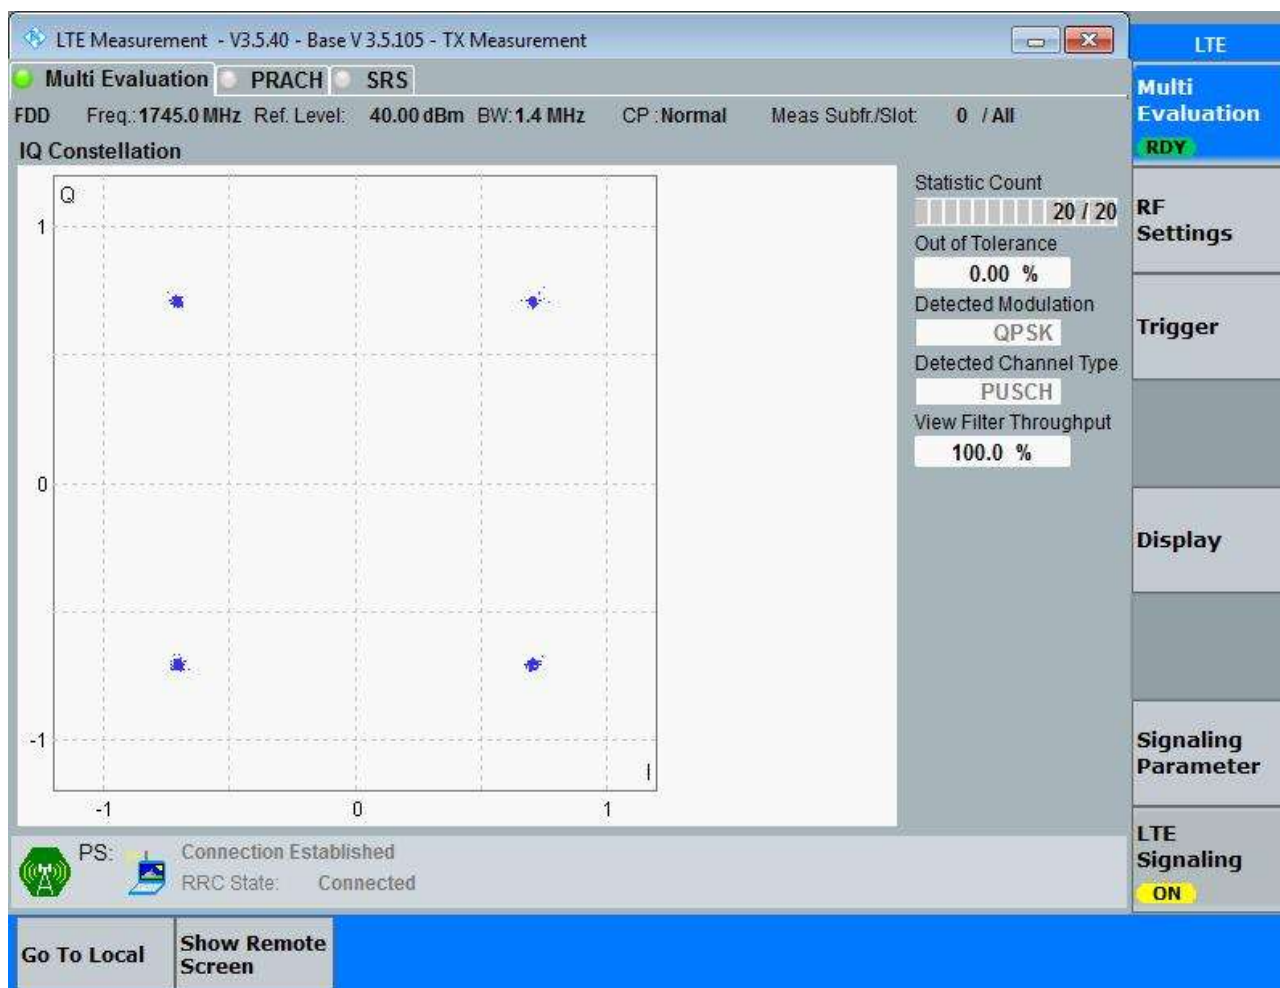 LTE Measurement - V3.5.40 - Base V 3.5.105 - TX Measurement
LTE
Multi Evaluation PRACH SRS
FDD Freq.:1745.0 MHz Ref. Level: 40.00 dBm BW:1.4 MHz CP :Normal Meas Subfr./Slot: 0 / All
IQ Constellation
Q
1
0
-1
I
-1 0 1
Statistic Count
20 / 20
Out of Tolerance
0.00 %
Detected Modulation
QPSK
Detected Channel Type
PUSCH
View Filter Throughput
100.0 %
Multi
Evaluation
RDY
RF
Settings
Trigger
Display
Signaling
Parameter
LTE
Signaling
ON
PS: Connection Established
RRC State: Connected
Go To Local
Show Remote
Screen